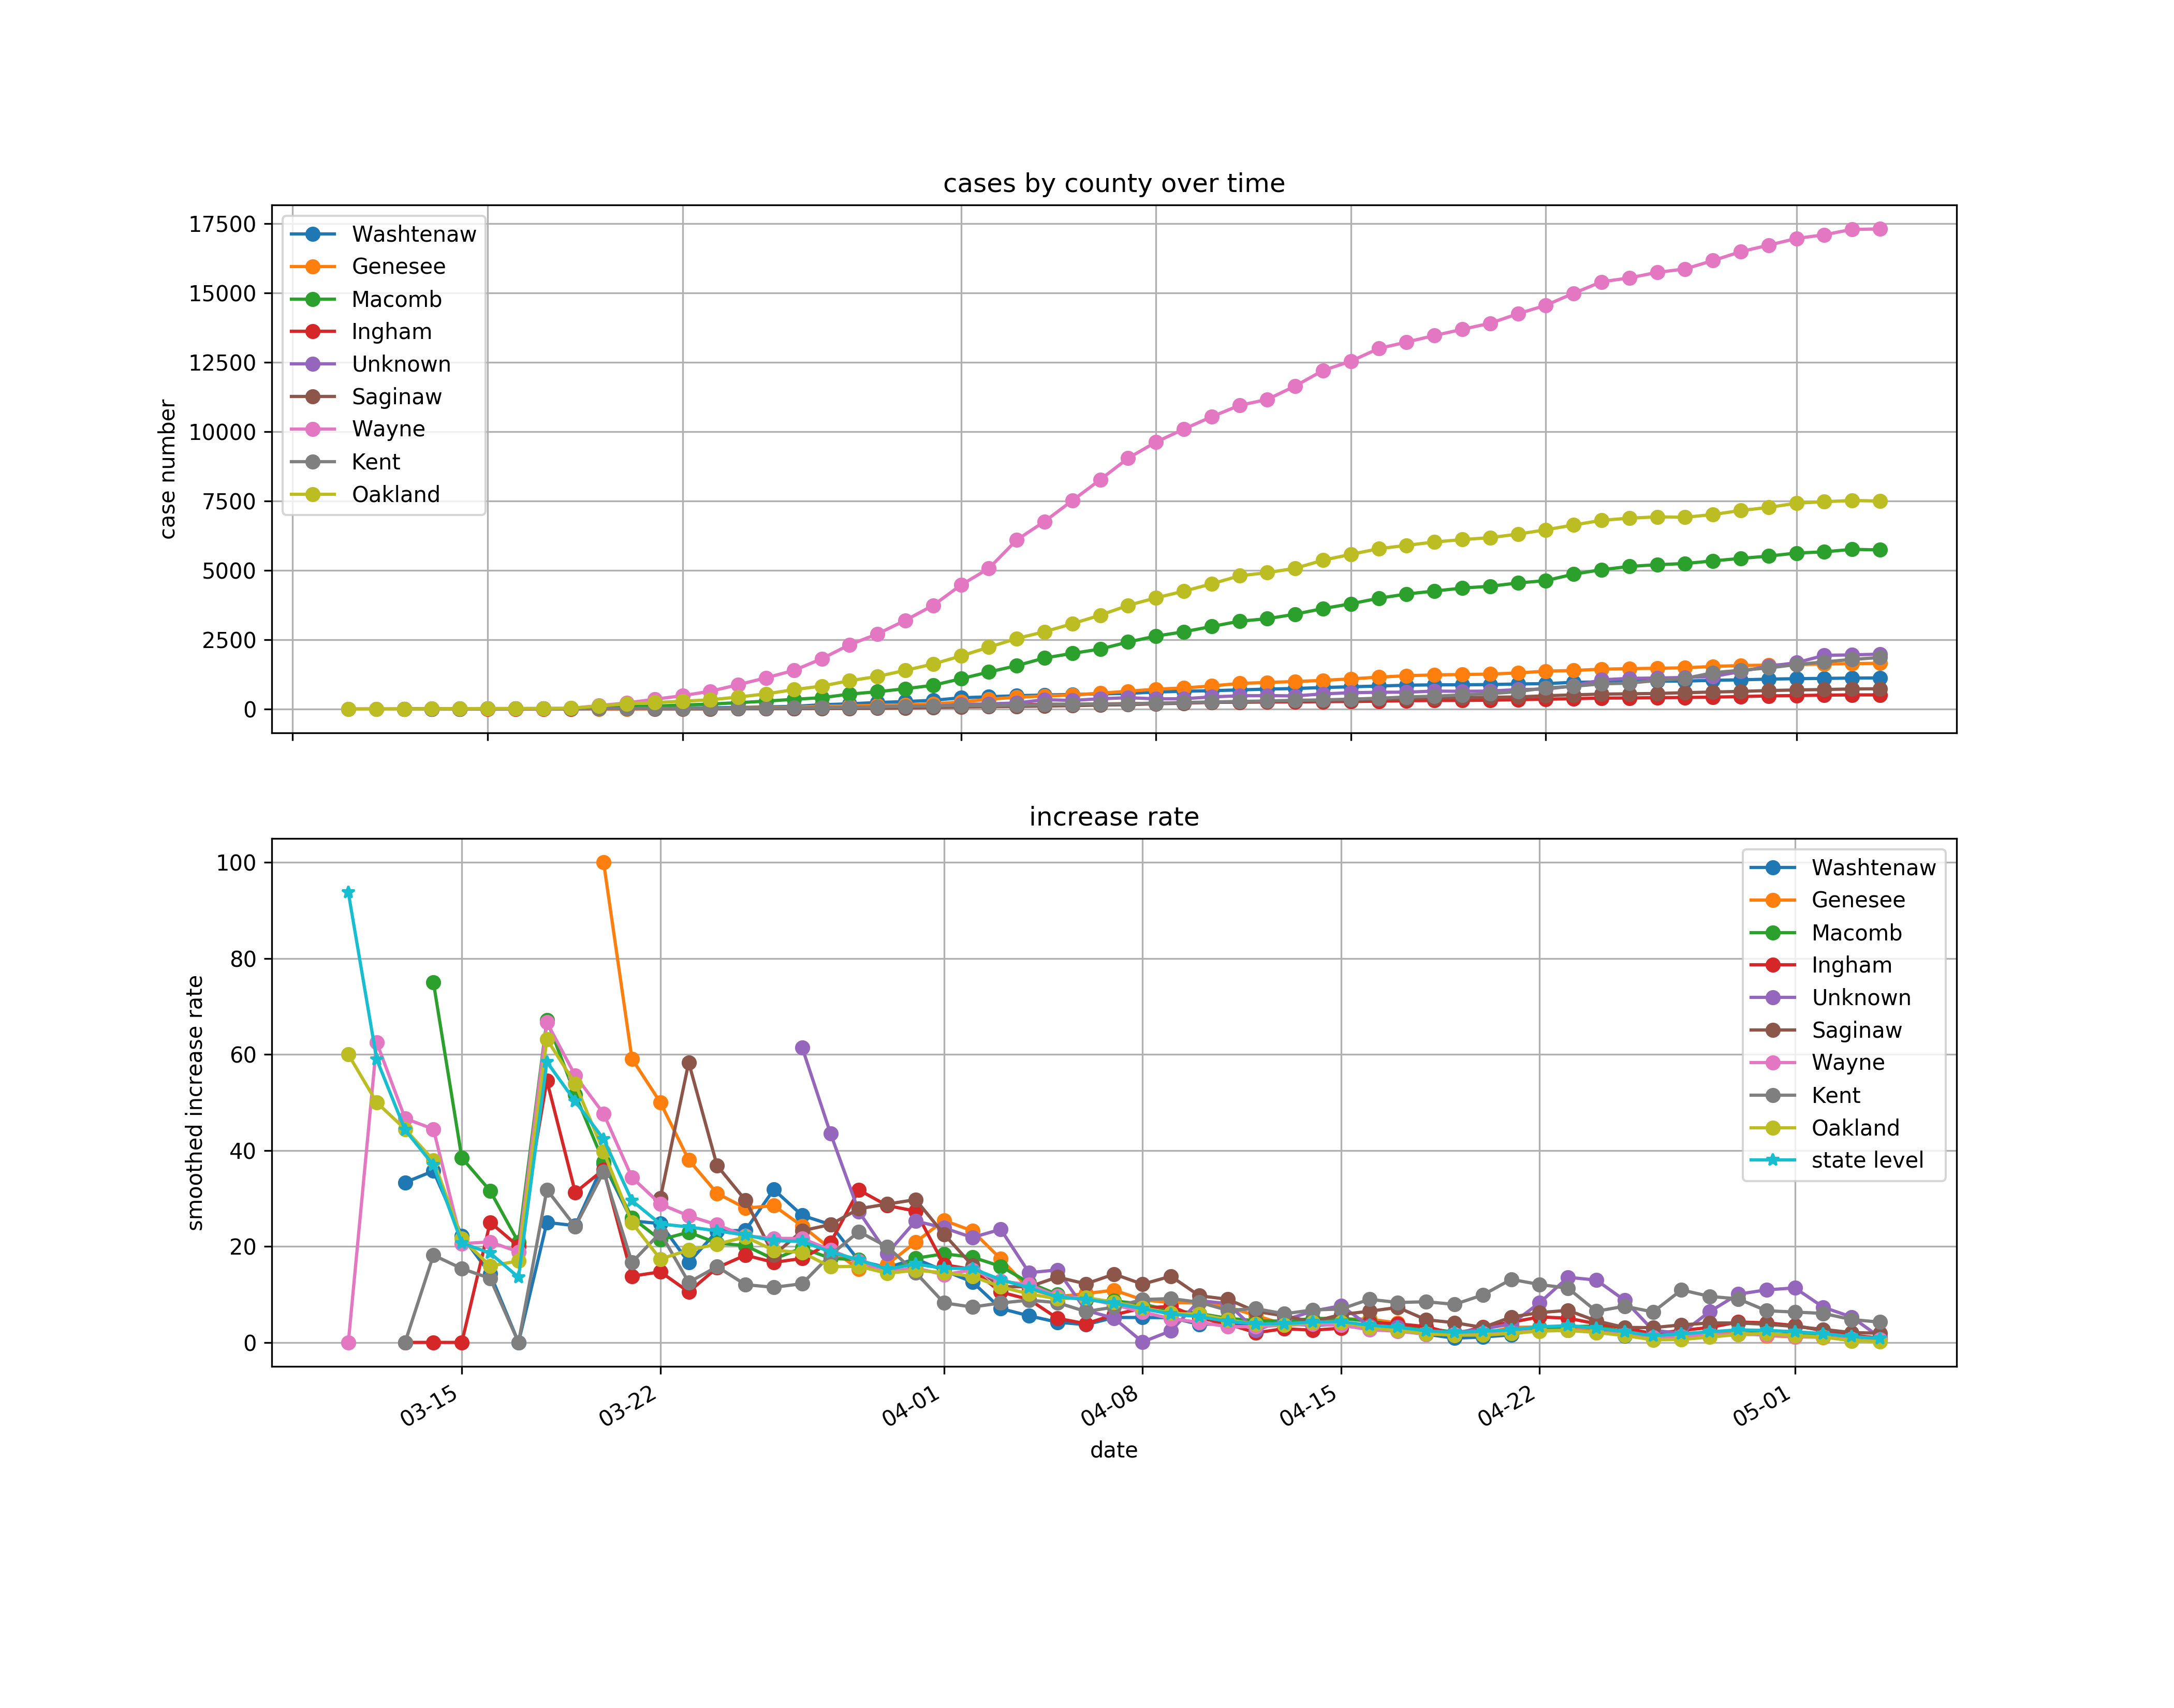 cases by county over time
17500
15000
12500
10000
7500
5000
2500
0
case number
Washtenaw
Genesee
Macomb
Ingham
Unknown
Saginaw
Wayne
Kent
Oakland
increase rate
100
80
60
40
20
0
smoothed increase rate
Washtenaw
Genesee
Macomb
Ingham
Unknown
Saginaw
Wayne
Kent
Oakland
state level
03-15
03-22
04-01
04-08
04-15
04-22
05-01
date